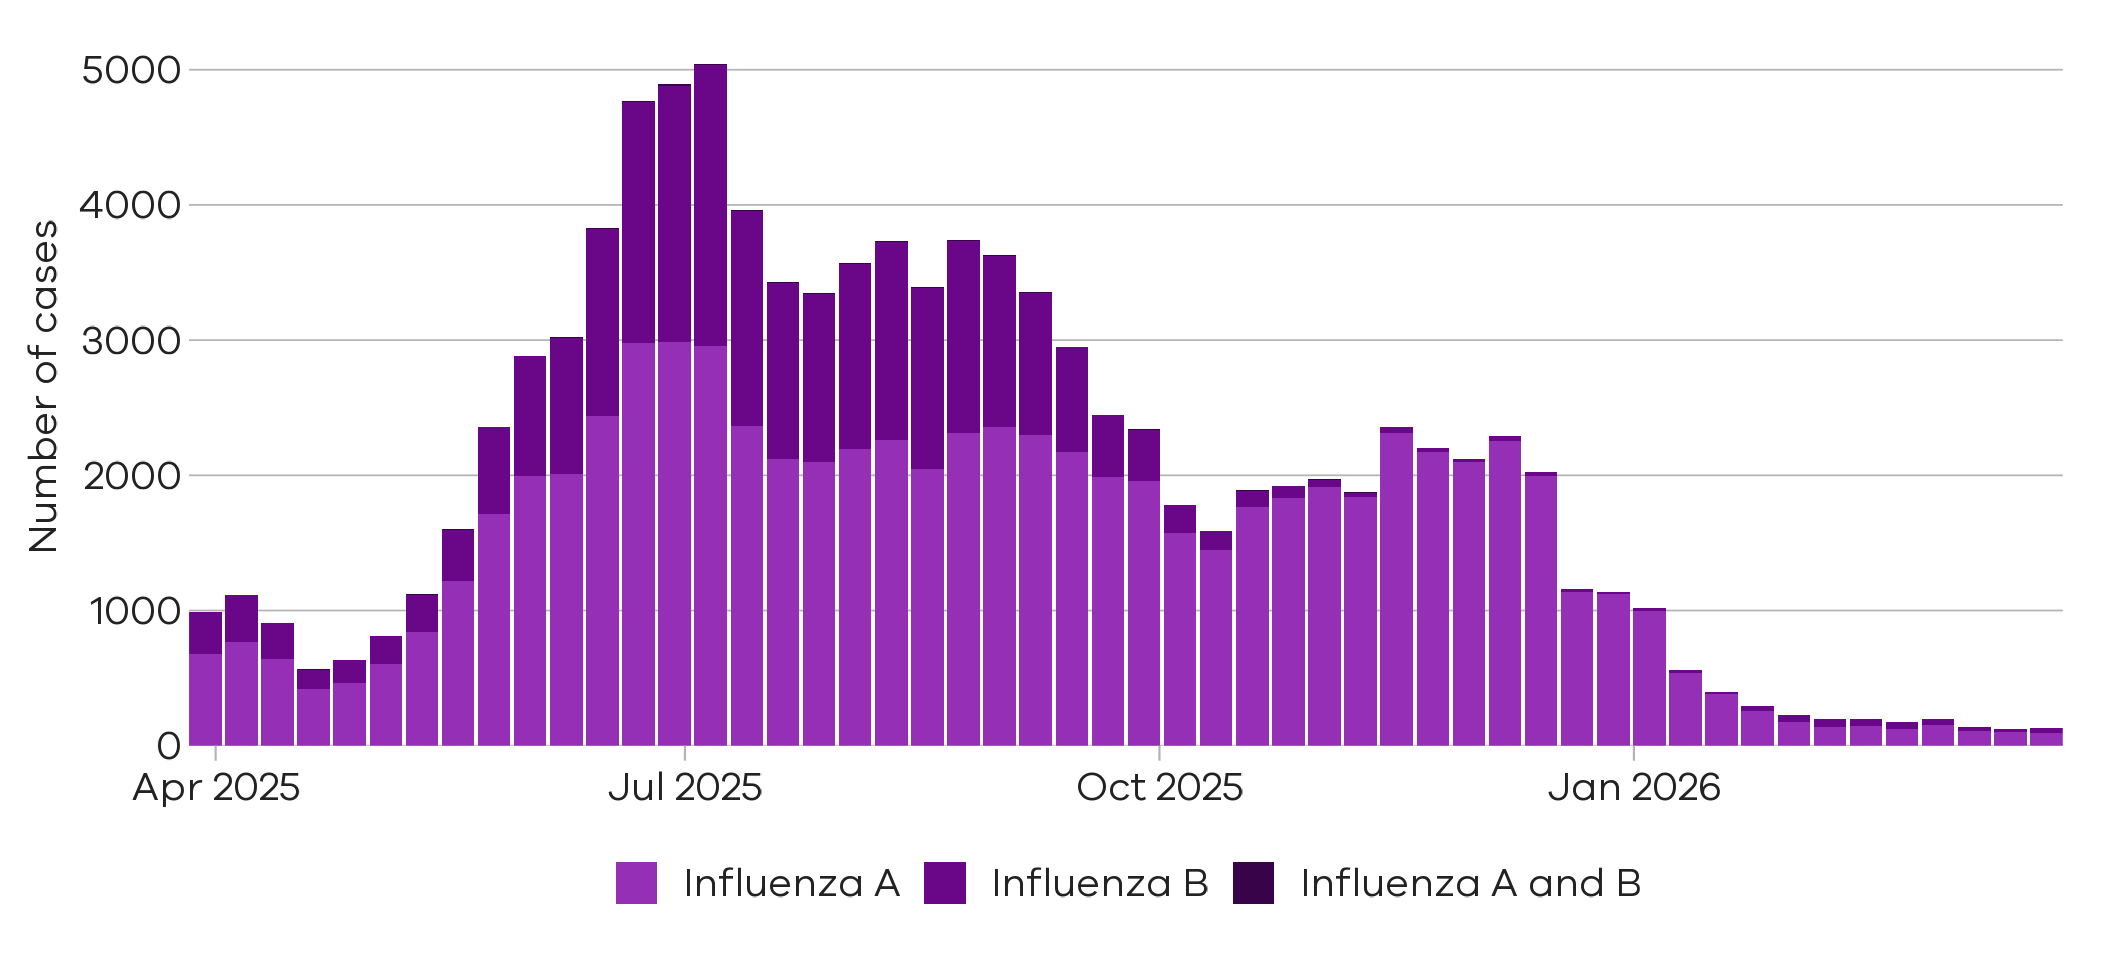 Number of cases
5000
4000
3000
2000
1000
0
Apr 2025 Jul 2025 Oct 2025 Jan 2026
Influenza A Influenza B Influenza A and B